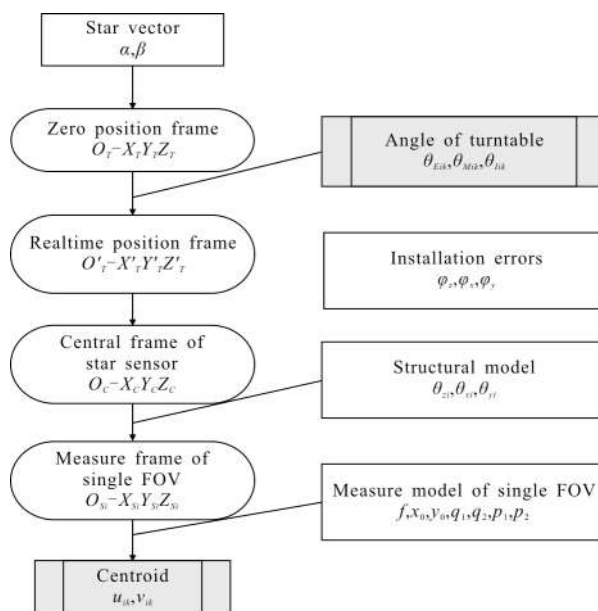 Star vector
α,β
Zero position frame
O_T-X_TY_TZ_T
Angle of turntable
θ_Eik,θ_Mik,θ_Iik
Realtime position frame
O'_T-X'_TY'_TZ'_T
Installation errors
φ_z,φ_x,φ_y
Central frame of
star sensor
O_C-X_CY_CZ_C
Structural model
θ_zi,θ_xi,θ_yi
Measure frame of
single FOV
O_Si-X_SiY_SiZ_Si
Measure model of single FOV
f,x_0,y_0,q_1,q_2,p_1,p_2
Centroid
u_ik,v_ik